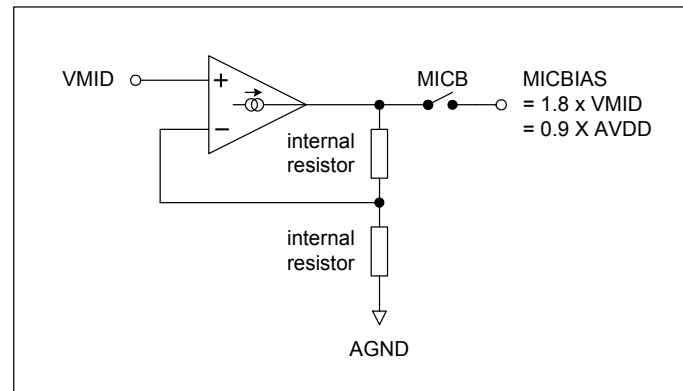 VMID
+
−
MICB
MICBIAS
= 1.8 x VMID
= 0.9 X AVDD
internal
resistor
internal
resistor
AGND